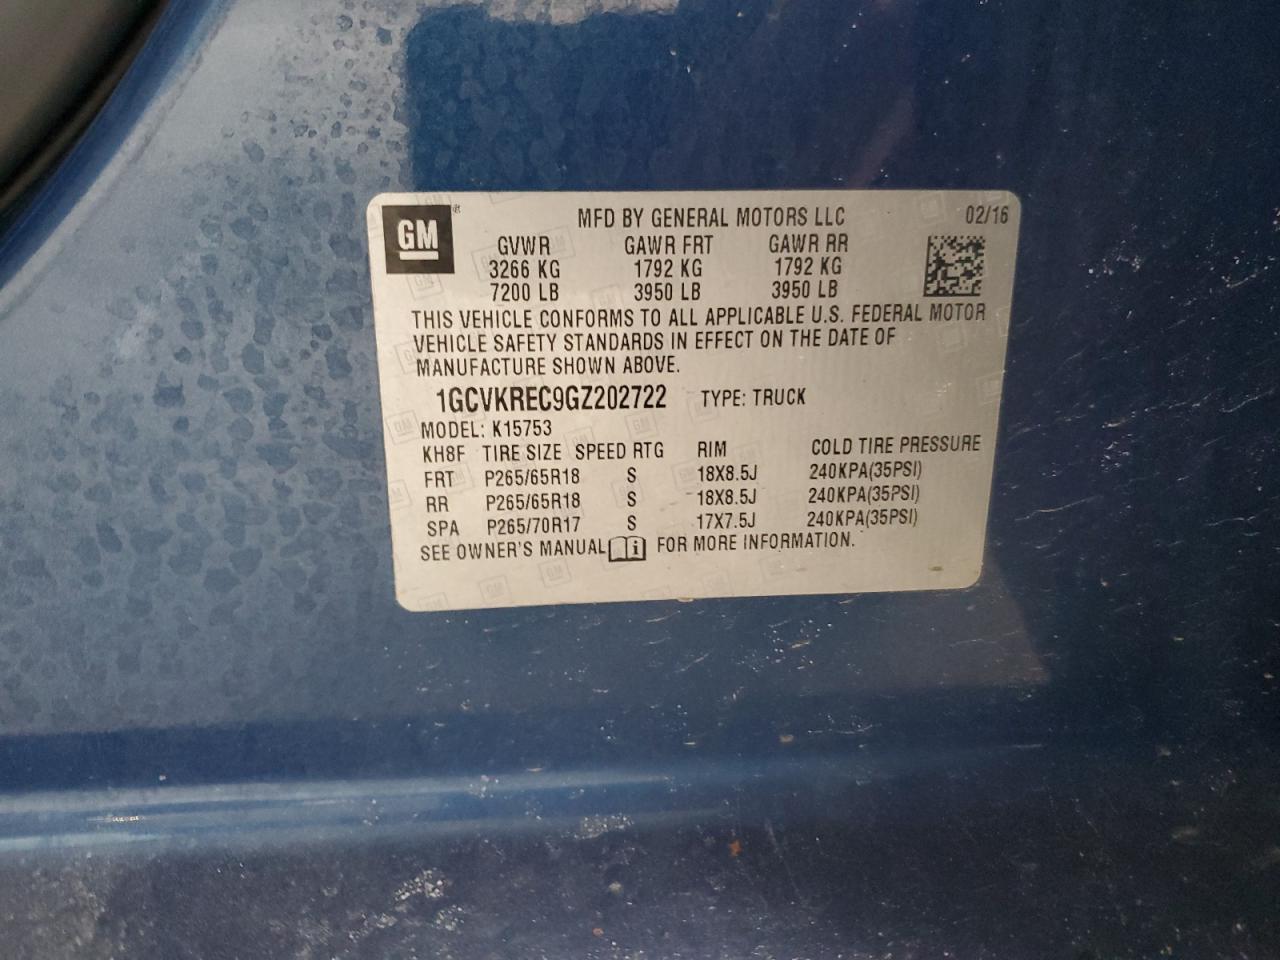 GM
®
MFD BY GENERAL MOTORS LLC 02/16
GVWR GAWR FRT GAWR RR
3266 KG 1792 KG 1792 KG
7200 LB 3950 LB 3950 LB
THIS VEHICLE CONFORMS TO ALL APPLICABLE U.S. FEDERAL MOTOR
VEHICLE SAFETY STANDARDS IN EFFECT ON THE DATE OF
MANUFACTURE SHOWN ABOVE.
1GCVKREC9GZ202722 TYPE: TRUCK
MODEL: K15753
KH8F TIRE SIZE SPEED RTG RIM COLD TIRE PRESSURE
FRT P265/65R18 S 18X8.5J 240KPA(35PSI)
RR P265/65R18 S 18X8.5J 240KPA(35PSI)
SPA P265/70R17 S 17X7.5J 240KPA(35PSI)
SEE OWNER'S MANUAL i FOR MORE INFORMATION.